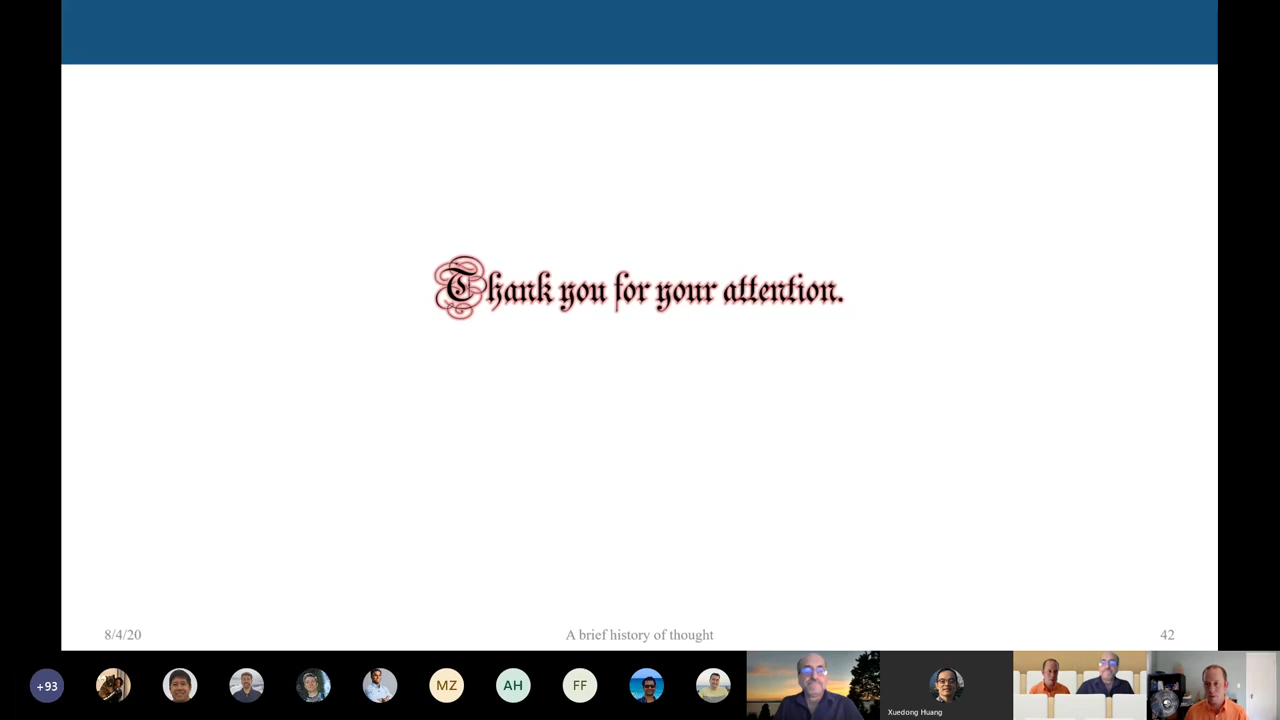 Thank you for your attention.
8/4/20
A brief history of thought
42
+93
MZ
AH
FF
Xuedong Huang